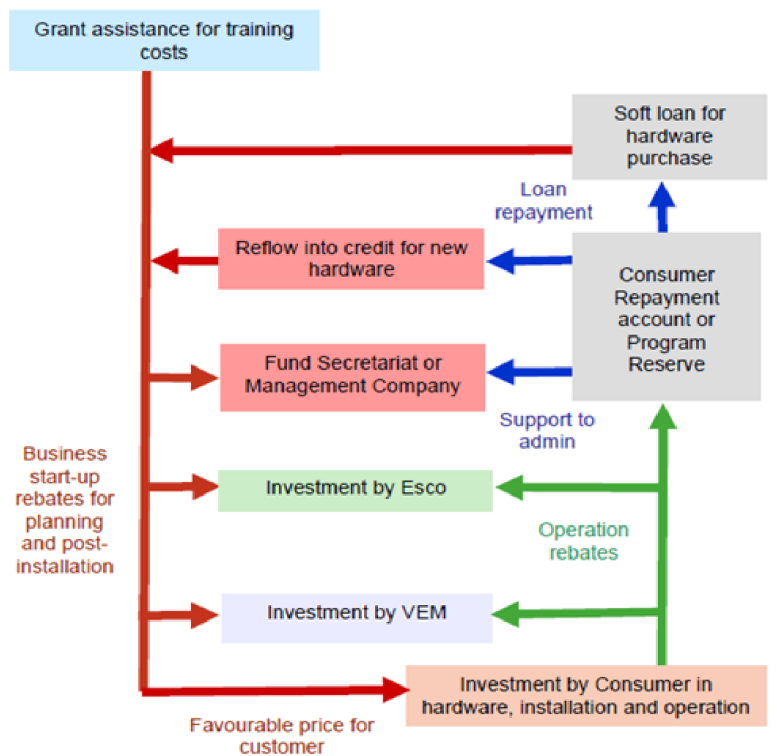 Grant assistance for training
costs
Soft loan for
hardware
purchase
Loan
repayment
Reflow into credit for new
hardware
Consumer
Repayment
account or
Program
Reserve
Fund Secretariat or
Management Company
Support to
admin
Business
start-up
rebates for
planning
and post-
installation
Investment by Esco
Operation
rebates
Investment by VEM
Investment by Consumer in
hardware, installation and operation
Favourable price for
customer